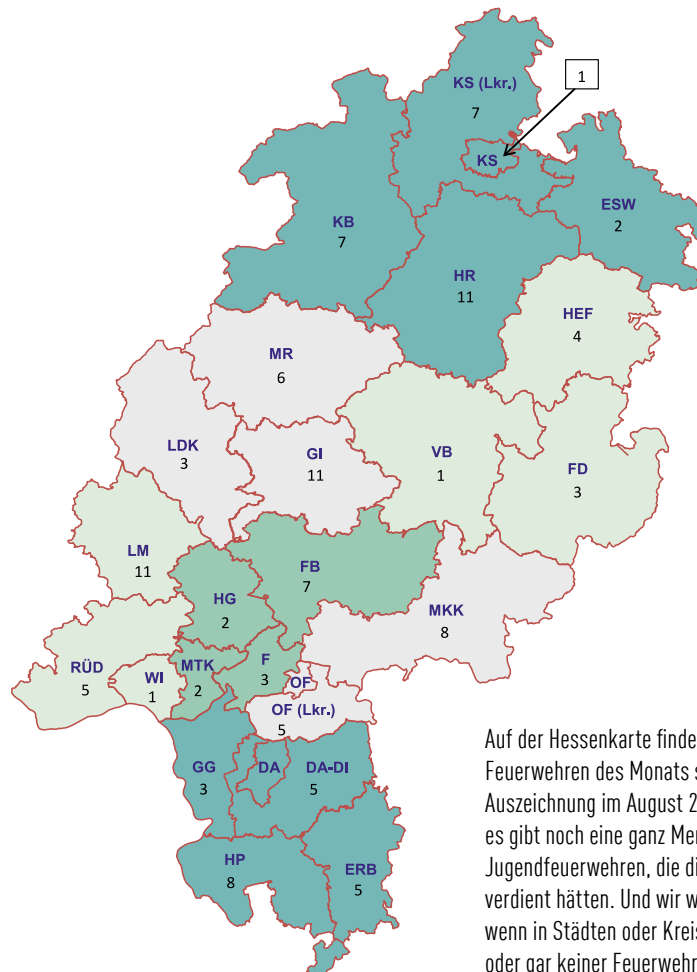 KS (Lkr.)
7
1
KS
ESW
2
KB
7
HR
11
HEF
4
MR
6
LDK
3
GI
11
VB
1
FD
3
LM
11
FB
7
HG
2
MKK
8
RÜD
5
WI
1
MTK
2
F
3
OF
OF (Lkr.)
5
GG
3
DA
DA-DI
5
HP
8
ERB
5
Auf der Hessenkarte finde
Feuerwehren des Monats s
Auszeichnung im August 2
es gibt noch eine ganz Mer
Jugendfeuerwehren, die di
verdient hätten. Und wir w
wenn in Städten oder Kreis
oder gar keiner Feuerwehr